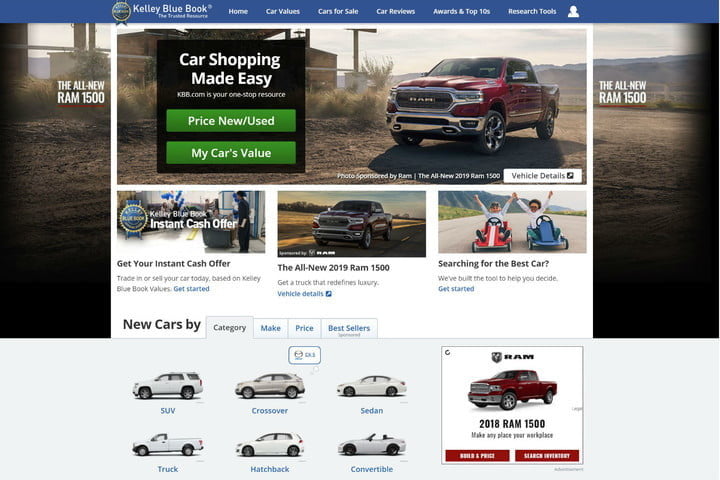 Kelley Blue Book®
The Trusted Resource
Home
Car Values
Cars for Sale
Car Reviews
Awards & Top 10s
Research Tools
THE ALL-NEW
RAM 1500
Car Shopping
Made Easy
KBB.com is your one-stop resource
Price New/Used
My Car's Value
RAM
Photo Sponsored by Ram | The All-New 2019 Ram 1500
Vehicle Details
THE ALL-NEW
RAM 1500
Kelley Blue Book
Instant Cash Offer
BLUE BOOK
Sponsored by RAM
Get Your Instant Cash Offer
Trade in or sell your car today, based on Kelley
Blue Book Values. Get started
The All-New 2019 Ram 1500
Get a truck that redefines luxury.
Vehicle details
Searching for the Best Car?
We've built the tool to help you decide.
Get started
New Cars by
Category
Make
Price
Best Sellers
Sponsored
SUV
Crossover
Sedan
Truck
Hatchback
Convertible
RAM
Legal
2018 RAM 1500
Make any place your workplace
BUILD & PRICE
SEARCH INVENTORY
Advertisement